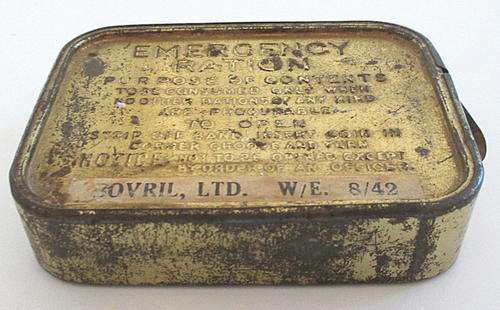 EMERGENCY
RATION
PURPOSE OF CONTENTS
TO BE CONSUMED ONLY WHEN
NO OTHER RATIONS OF ANY KIND
ARE PROCURABLE
TO OPEN
STRIP OFF BAND INSERT COIN IN
CORNER GROOVE AND TURN
NOTICE NOT TO BE OPENED EXCEPT
BY ORDER OF AN OFFICER.
BOVRIL, LTD. W/E. 8/42